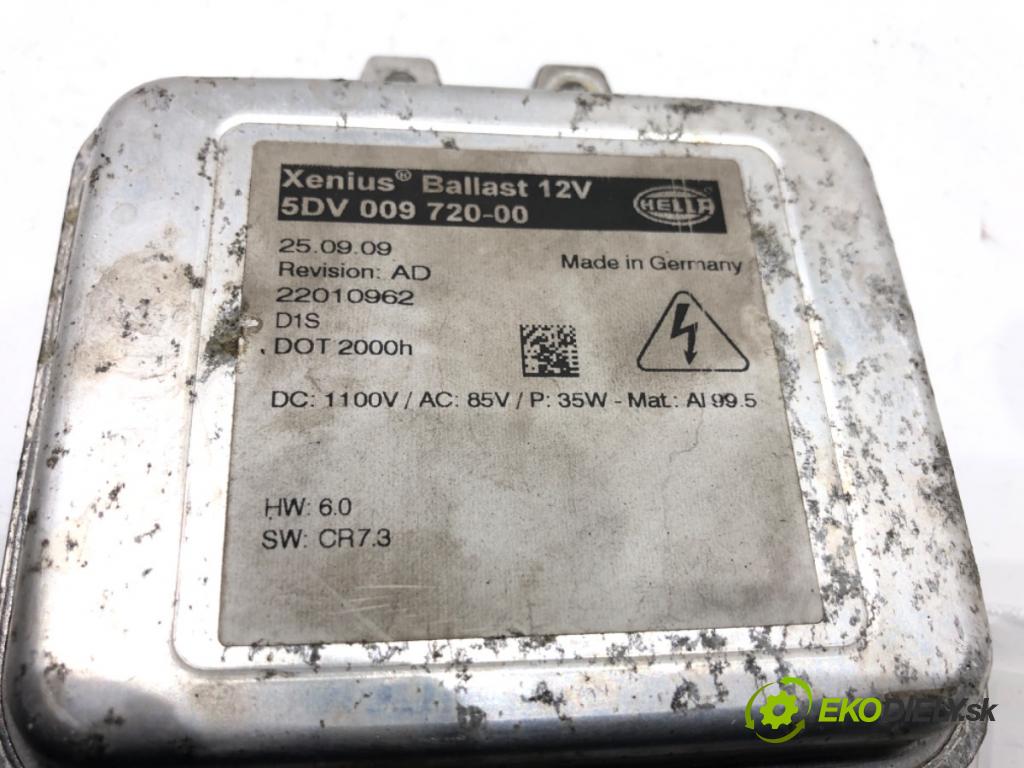 Xenius® Ballast 12V
5DV 009 720-00
HELLA
25.09.09
Made in Germany
Revision: AD
22010962
D1S
DOT 2000h
DC: 1100V / AC: 85V / P: 35W - Mat.: Al 99.5
HW: 6.0
SW: CR7.3
EKODIELY.sk